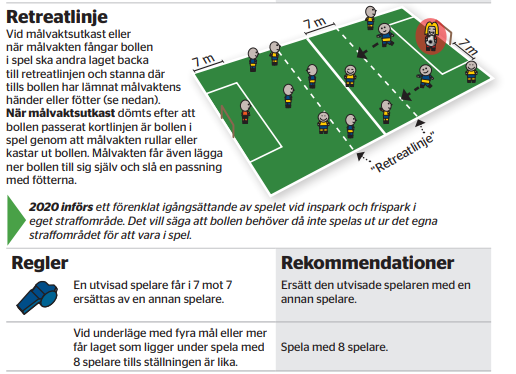 Retreatlinje
Vid målvaktsutkast eller
när målvakten fångar bollen
i spel ska andra laget backa
till retreatlinjen och stanna där
tills bollen har lämnat målvaktens
händer eller fötter (se nedan).
När målvaktsutkast dömts efter att
bollen passerat kortlinjen är bollen i
spel genom att målvakten rullar eller
kastar ut bollen. Målvakten får även lägga
ner bollen till sig själv och slå en passning
med fötterna.
7 m
7 m
7 m
"Retreatlinje"
2020 införs ett förenklat igångsättande av spelet vid inspark och frispark i
eget straffområde. Det vill säga att bollen behöver då inte spelas ut ur det egna
straffområdet för att vara i spel.
Regler
Rekommendationer
En utvisad spelare får i 7 mot 7
ersättas av en annan spelare.
Ersätt den utvisade spelaren med en
annan spelare.
Vid underläge med fyra mål eller mer
får laget som ligger under spela med
8 spelare tills ställningen är lika.
Spela med 8 spelare.